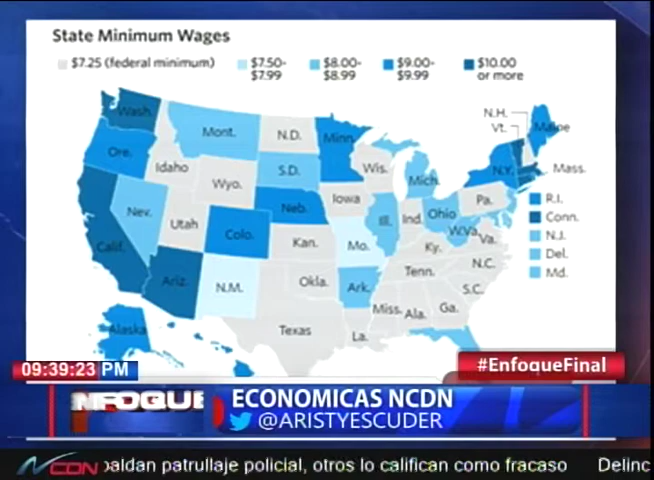 State Minimum Wages
$7.25 (federal minimum)
$7.50-
$7.99
$8.00-
$8.99
$9.00-
$9.99
$10.00
or more
Wash.
Mont.
N.D.
Minn.
N.H.
Vt.
Maine
Ore.
Idaho
Wyo.
S.D.
Wis.
Mich.
N.Y.
Mass.
Nev.
Utah
Colo.
Neb.
Iowa
Ill.
Ind.
Ohio
Pa.
R.I.
Conn.
N.J.
Del.
Md.
Calif.
Kan.
Mo.
Ky.
W.Va.
Va.
Ariz.
N.M.
Okla.
Ark.
Tenn.
N.C.
S.C.
Texas
La.
Miss.
Ala.
Ga.
Alaska
09:39:23 PM
#EnfoqueFinal
NFOQUE
ECONOMICAS NCDN
@ARISTYESCUDER
NCDN
paldan patrullaje policial, otros lo califican como fracaso Delinc